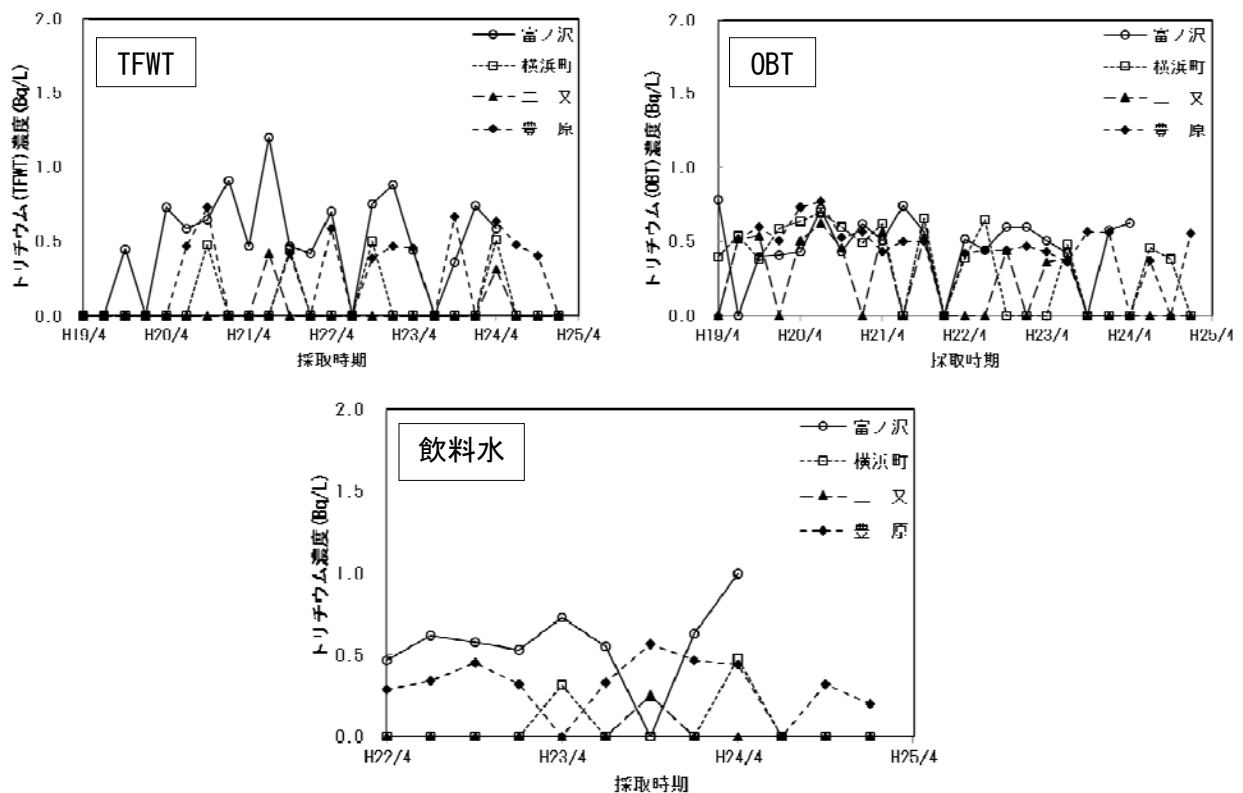 TFWT
トリチウム(TFWT)濃度(Bq/L)
2.0
1.5
1.0
0.5
0.0
富ノ沢
横浜町
二 又
豊 原
H19/4
H20/4
H21/4
H22/4
H23/4
H24/4
H25/4
採取時期
OBT
トリチウム(OBT)濃度(Bq/L)
2.0
1.5
1.0
0.5
0.0
富ノ沢
横浜町
二 又
豊 原
H19/4
H20/4
H21/4
H22/4
H23/4
H24/4
H25/4
採取時期
飲料水
トリチウム濃度(Bq/L)
2.0
1.5
1.0
0.5
0.0
富ノ沢
横浜町
二 又
豊 原
H22/4
H23/4
H24/4
H25/4
採取時期